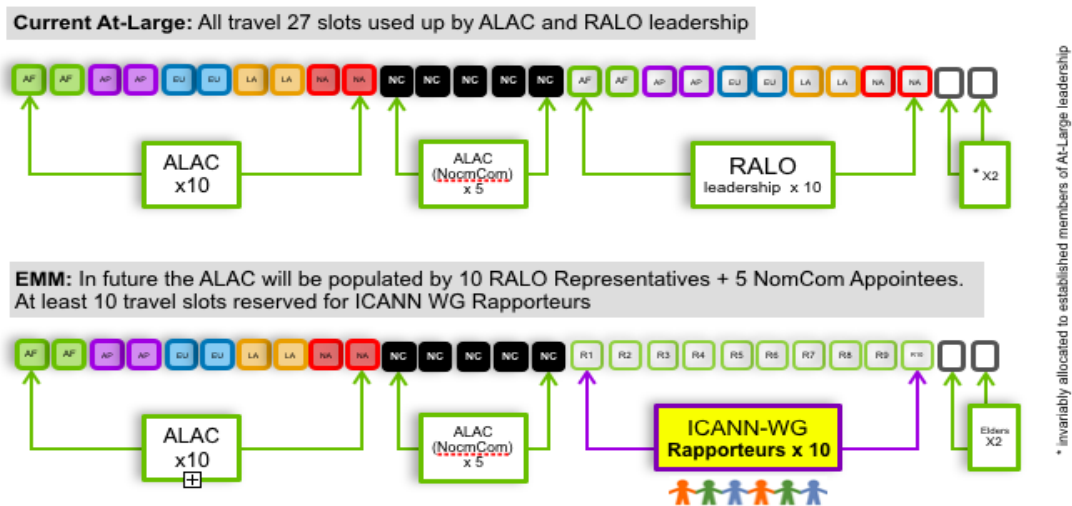 Current At-Large: All travel 27 slots used up by ALAC and RALO leadership
AF AF AP AP EU EU LA LA NA NA NC NC NC NC NC AF AF AP AP EU EU LA LA NA NA
ALAC
x10
ALAC
(NocmCom)
x 5
RALO
leadership x 10
* X2
EMM: In future the ALAC will be populated by 10 RALO Representatives + 5 NomCom Appointees.
At least 10 travel slots reserved for ICANN WG Rapporteurs
AF AF AP AP EU EU LA LA NA NA NC NC NC NC NC R1 R2 R3 R4 R5 R6 R7 R8 R9 R10
ALAC
x10
ALAC
(NocmCom)
x 5
ICANN-WG
Rapporteurs x 10
Elders
X2
* invariably allocated to established members of At-Large leadership